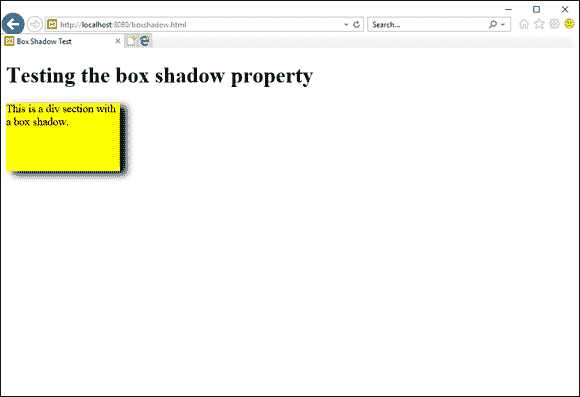 http://localhost:8080/boxshadow.html
Search...
Box Shadow Test
Testing the box shadow property
This is a div section with
a box shadow.